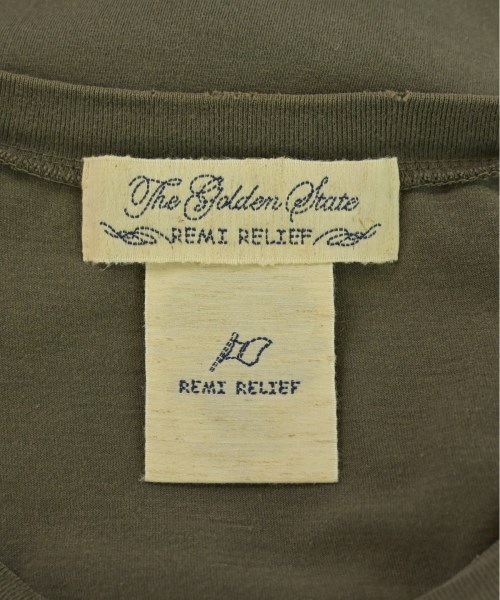 The Golden State
REMI RELIEF
REMI RELIEF